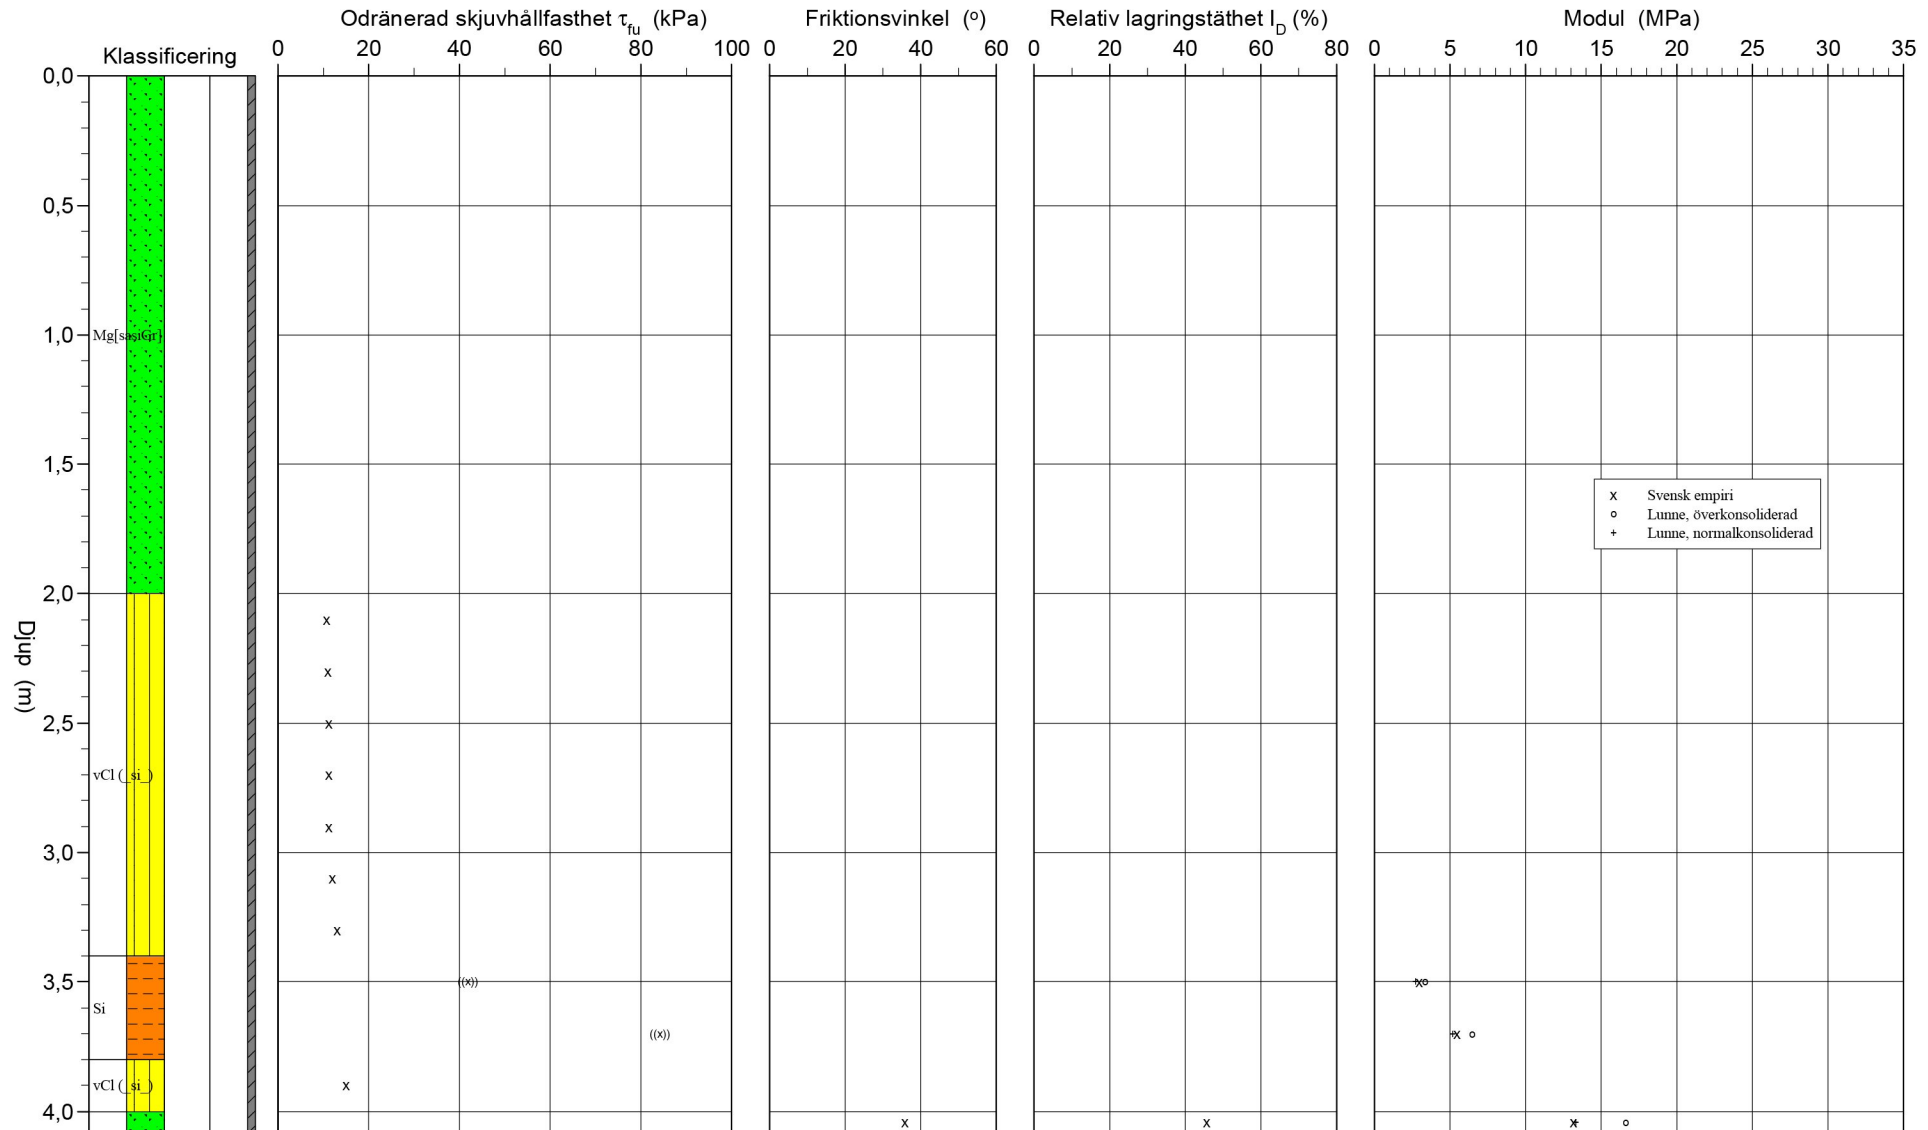 Odränerad skjuvhållfasthet τfu (kPa)
Friktionsvinkel (o)
Relativ lagringstäthet ID (%)
Modul (MPa)
Klassificering
0 20 40 60 80 100
0 20 40 60
0 20 40 60 80
0 5 10 15 20 25 30 35
0,0
0,5
1,0
Mg[sasiGr]
1,5
x Svensk empiri
o Lunne, överkonsoliderad
+ Lunne, normalkonsoliderad
2,0
Djup (m)
x
x
2,5
x
vCl (_si_)
x
x
3,0
x
x
3,5
((x))
x o
Si
((x))
+x o
vCl (_si_)
x
4,0
x
x
x+ o